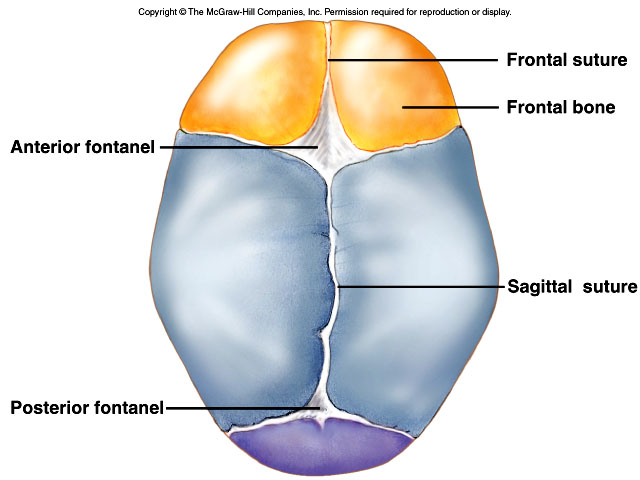 Copyright © The McGraw-Hill Companies, Inc. Permission required for reproduction or display.
Frontal suture
Frontal bone
Anterior fontanel
Sagittal suture
Posterior fontanel